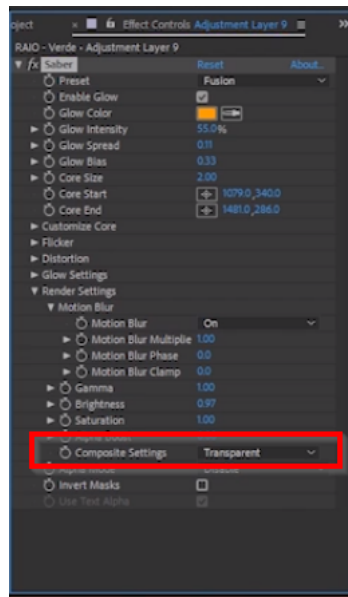 oject × Effect Controls Adjustment Layer 9 ≡ »
RAIO - Verde - Adjustment Layer 9
fx Saber Reset About...
Preset Fusion
Enable Glow
Glow Color
Glow Intensity 55.0%
Glow Spread 0.11
Glow Bias 0.33
Core Size 2.00
Core Start 1079.0,340.0
Core End 1481.0,286.0
Customize Core
Flicker
Distortion
Glow Settings
Render Settings
Motion Blur
Motion Blur On
Motion Blur Multiplie 1.00
Motion Blur Phase 0.0
Motion Blur Clamp 0.0
Gamma 1.00
Brightness 0.97
Saturation 1.00
Alpha Boost
Composite Settings Transparent
Alpha Mode Disable
Invert Masks
Use Text Alpha